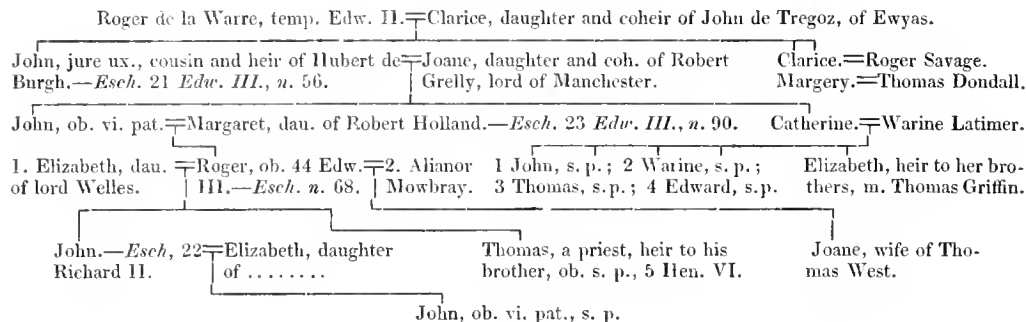 Roger de la Warre, temp. Edw. II.=Clarice, daughter and coheir of John de Tregoz, of Ewyas.
John, jure ux., cousin and heir of Hubert de=Joane, daughter and coh. of Robert Clarice.=Roger Savage.
Burgh.—Esch. 21 Edw. III., n. 56. Grelly, lord of Manchester. Margery.=Thomas Dondall.
John, ob. vi. pat.=Margaret, dau. of Robert Holland.—Esch. 23 Edw. III., n. 90. Catherine.=Warine Latimer.
1. Elizabeth, dau.=Roger, ob. 44 Edw.=2. Alianor 1 John, s. p.; 2 Warine, s. p.; Elizabeth, heir to her bro-
of lord Welles. III.—Esch. n. 68. Mowbray. 3 Thomas, s.p.; 4 Edward, s.p. thers, m. Thomas Griffin.
John.—Esch, 22=Elizabeth, daughter Thomas, a priest, heir to his Joane, wife of Tho-
Richard II. of ........ brother, ob. s. p., 5 Hen. VI. mas West.
John, ob. vi. pat., s. p.